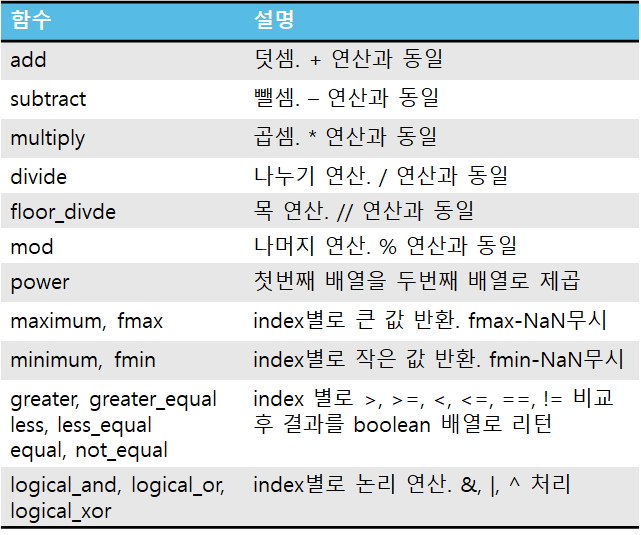 함수 설명
add 덧셈. + 연산과 동일
subtract 뺄셈. – 연산과 동일
multiply 곱셈. * 연산과 동일
divide 나누기 연산. / 연산과 동일
floor_divde 목 연산. // 연산과 동일
mod 나머지 연산. % 연산과 동일
power 첫번째 배열을 두번째 배열로 제곱
maximum, fmax index별로 큰 값 반환. fmax-NaN무시
minimum, fmin index별로 작은 값 반환. fmin-NaN무시
greater, greater_equal index 별로 >, >=, <, <=, ==, != 비교
less, less_equal 후 결과를 boolean 배열로 리턴
equal, not_equal
logical_and, logical_or, index별로 논리 연산. &, |, ^ 처리
logical_xor